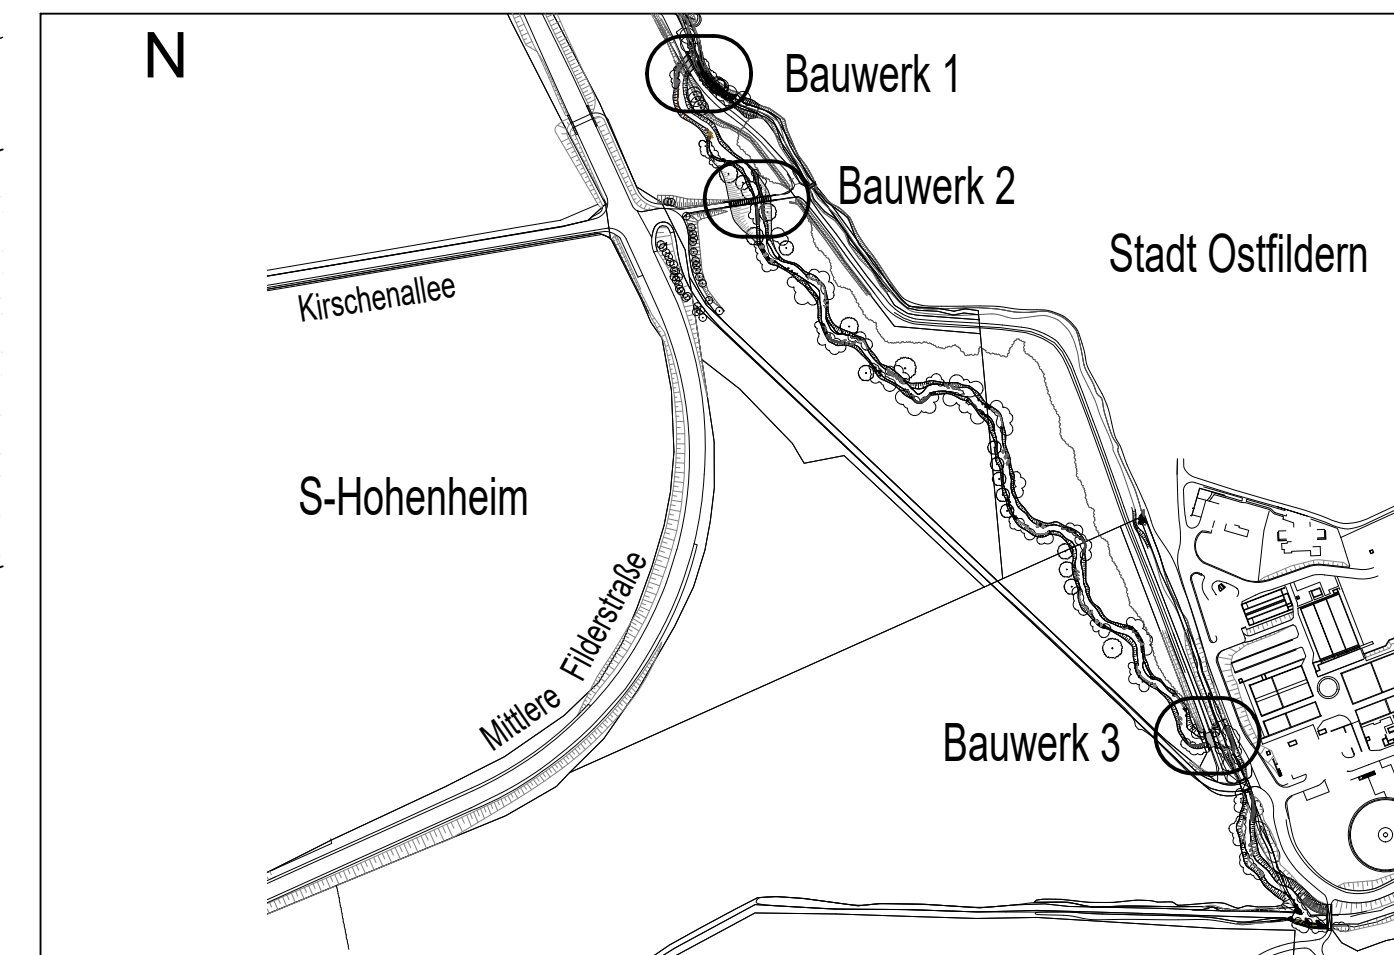 N
Bauwerk 1
Bauwerk 2
Stadt Ostfildern
Kirschenallee
S-Hohenheim
Mittlere Filderstraße
Bauwerk 3